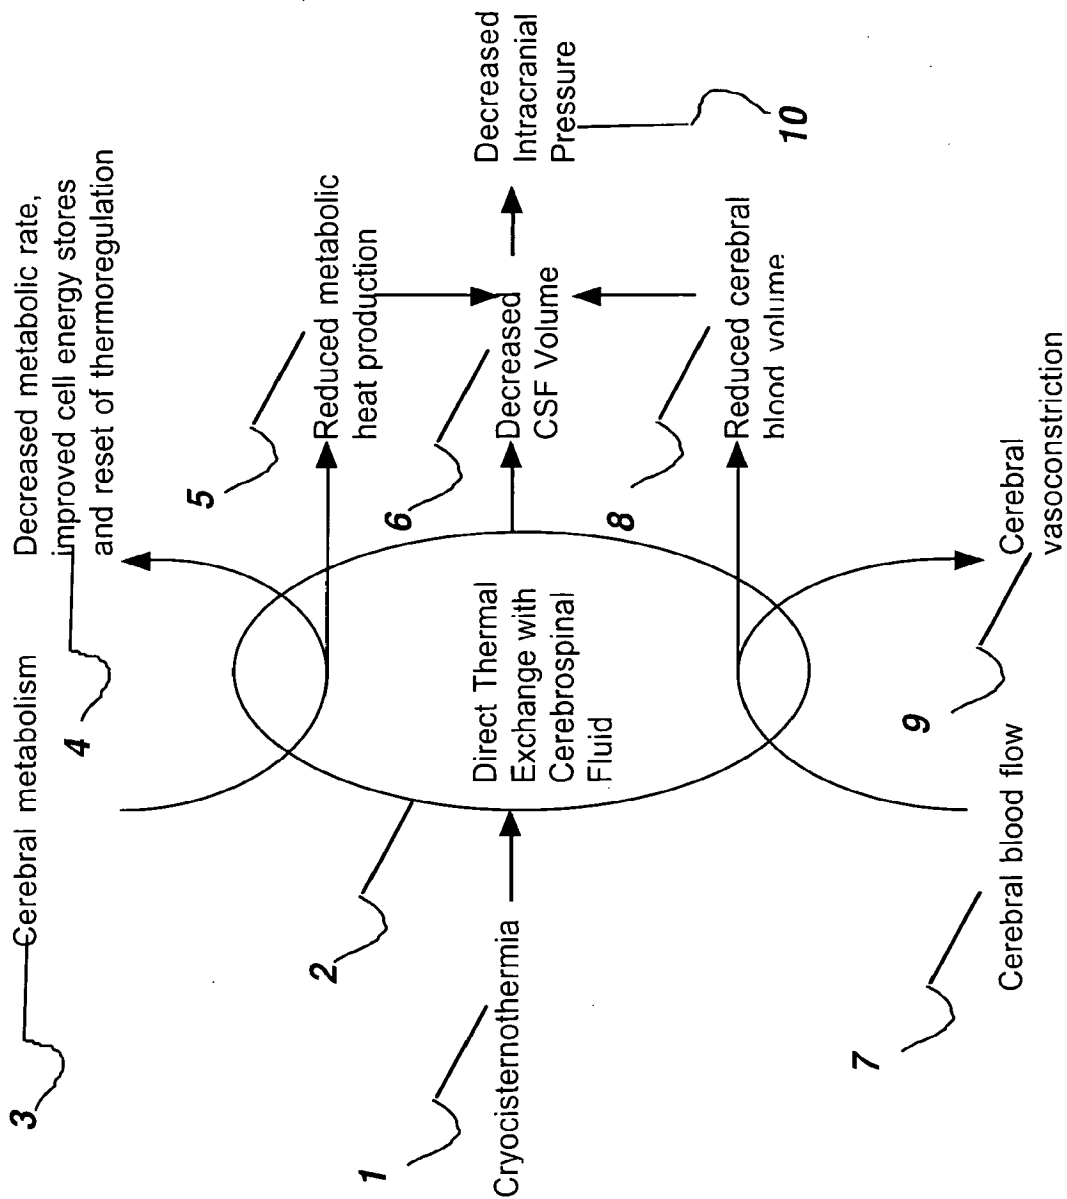 3
Cerebral metabolism
4
Decreased metabolic rate,
improved cell energy stores
and reset of thermoregulation
5
Reduced metabolic
heat production
2
1
Cryocisternothermia
Direct Thermal
Exchange with
Cerebrospinal
Fluid
6
Decreased
CSF Volume
Decreased
Intracranial
Pressure
10
8
Reduced cerebral
blood volume
7
Cerebral blood flow
9
Cerebral
vasoconstriction